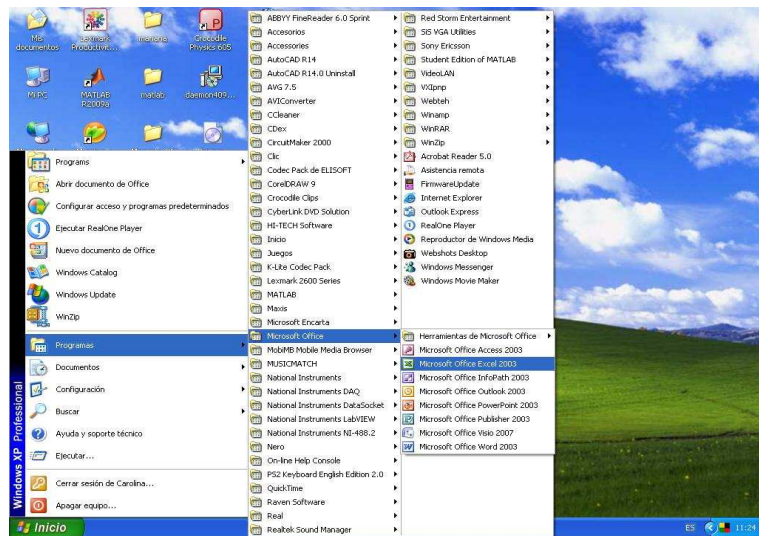 Mis documentos
Lexmark Productivit...
mariana
Crocodile Physics 605
Mi PC
MATLAB R2009a
matlab
daemon409...
Programs
Abrir documento de Office
Configurar acceso y programas predeterminados
Ejecutar RealOne Player
Nuevo documento de Office
Windows Catalog
Windows Update
WinZip
Programas
Documentos
Configuración
Buscar
Ayuda y soporte técnico
Ejecutar...
Cerrar sesión de Carolina...
Apagar equipo...
Windows XP Professional
Inicio
ABBYY FineReader 6.0 Sprint
Accesorios
Accessories
AutoCAD R14
AutoCAD R14.0 Uninstall
AVG 7.5
AVIConverter
CCleaner
CDex
CircuitMaker 2000
Clic
Codec Pack de ELISOFT
CorelDRAW 9
Crocodile Clips
CyberLink DVD Solution
HI-TECH Software
Inicio
Juegos
K-Lite Codec Pack
Lexmark 2600 Series
MATLAB
Maxis
Microsoft Encarta
Microsoft Office
MobiMB Mobile Media Browser
MUSICMATCH
National Instruments
National Instruments DAQ
National Instruments DataSocket
National Instruments LabVIEW
National Instruments NI-488.2
Nero
On-line Help Console
PS2 Keyboard English Edition 2.0
QuickTime
Raven Software
Real
Realtek Sound Manager
Red Storm Entertainment
SiS VGA Utilities
Sony Ericsson
Student Edition of MATLAB
VideoLAN
VXIpnp
Webteh
Winamp
WinRAR
WinZip
Acrobat Reader 5.0
Asistencia remota
FirmwareUpdate
Internet Explorer
Outlook Express
RealOne Player
Reproductor de Windows Media
Webshots Desktop
Windows Messenger
Windows Movie Maker
Herramientas de Microsoft Office
Microsoft Office Access 2003
Microsoft Office Excel 2003
Microsoft Office InfoPath 2003
Microsoft Office Outlook 2003
Microsoft Office PowerPoint 2003
Microsoft Office Publisher 2003
Microsoft Office Visio 2007
Microsoft Office Word 2003
ES
11:24